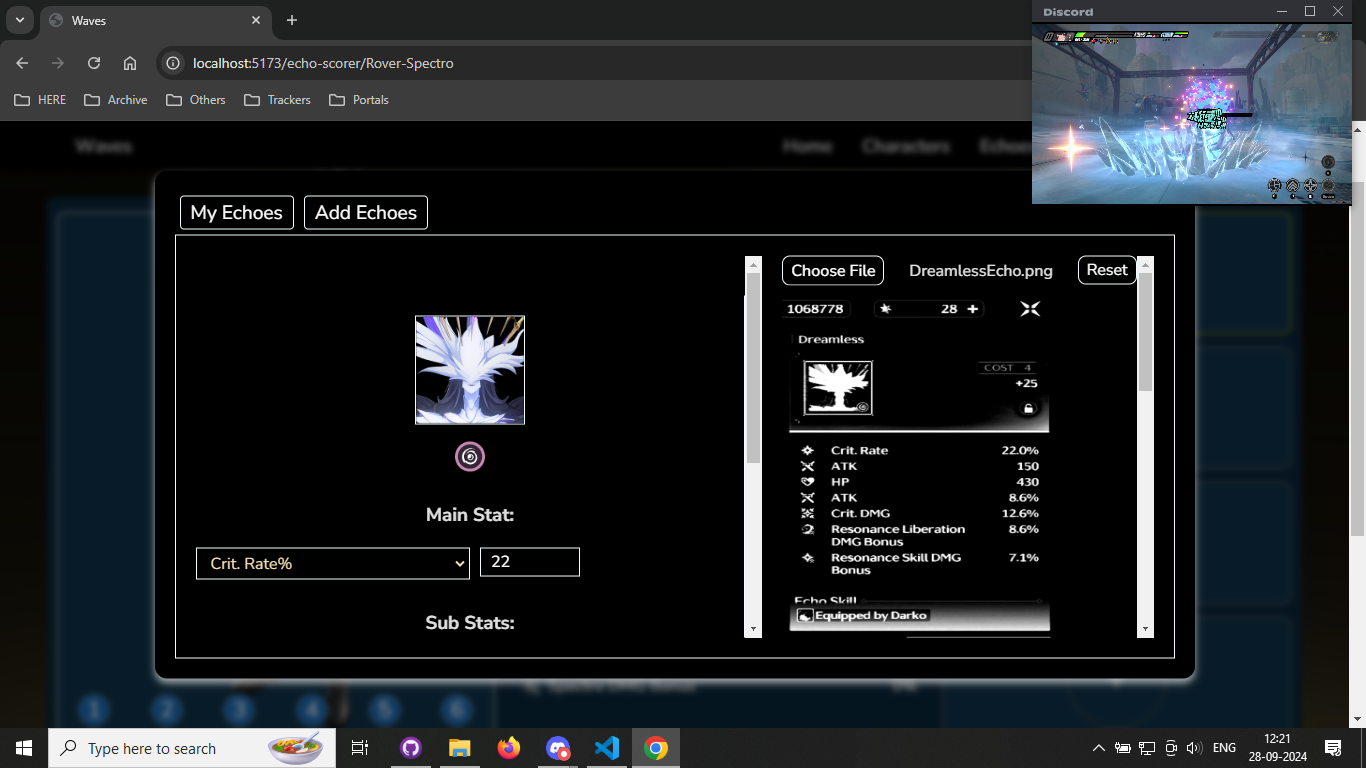 Waves
Discord
localhost:5173/echo-scorer/Rover-Spectro
HERE
Archive
Others
Trackers
Portals
Waves
Home
Characters
My Echoes
Add Echoes
Choose File
DreamlessEcho.png
Reset
1068778
28
Dreamless
COST 4
+25
Crit. Rate 22.0%
ATK 150
HP 430
ATK 8.6%
Crit. DMG 12.6%
Resonance Liberation 8.6%
DMG Bonus
Resonance Skill DMG 7.1%
Bonus
Echo Skill
Equipped by Darko
Main Stat:
Crit. Rate%
22
Sub Stats:
1 2 3 4 5 6
Type here to search
ENG
12:21
28-09-2024